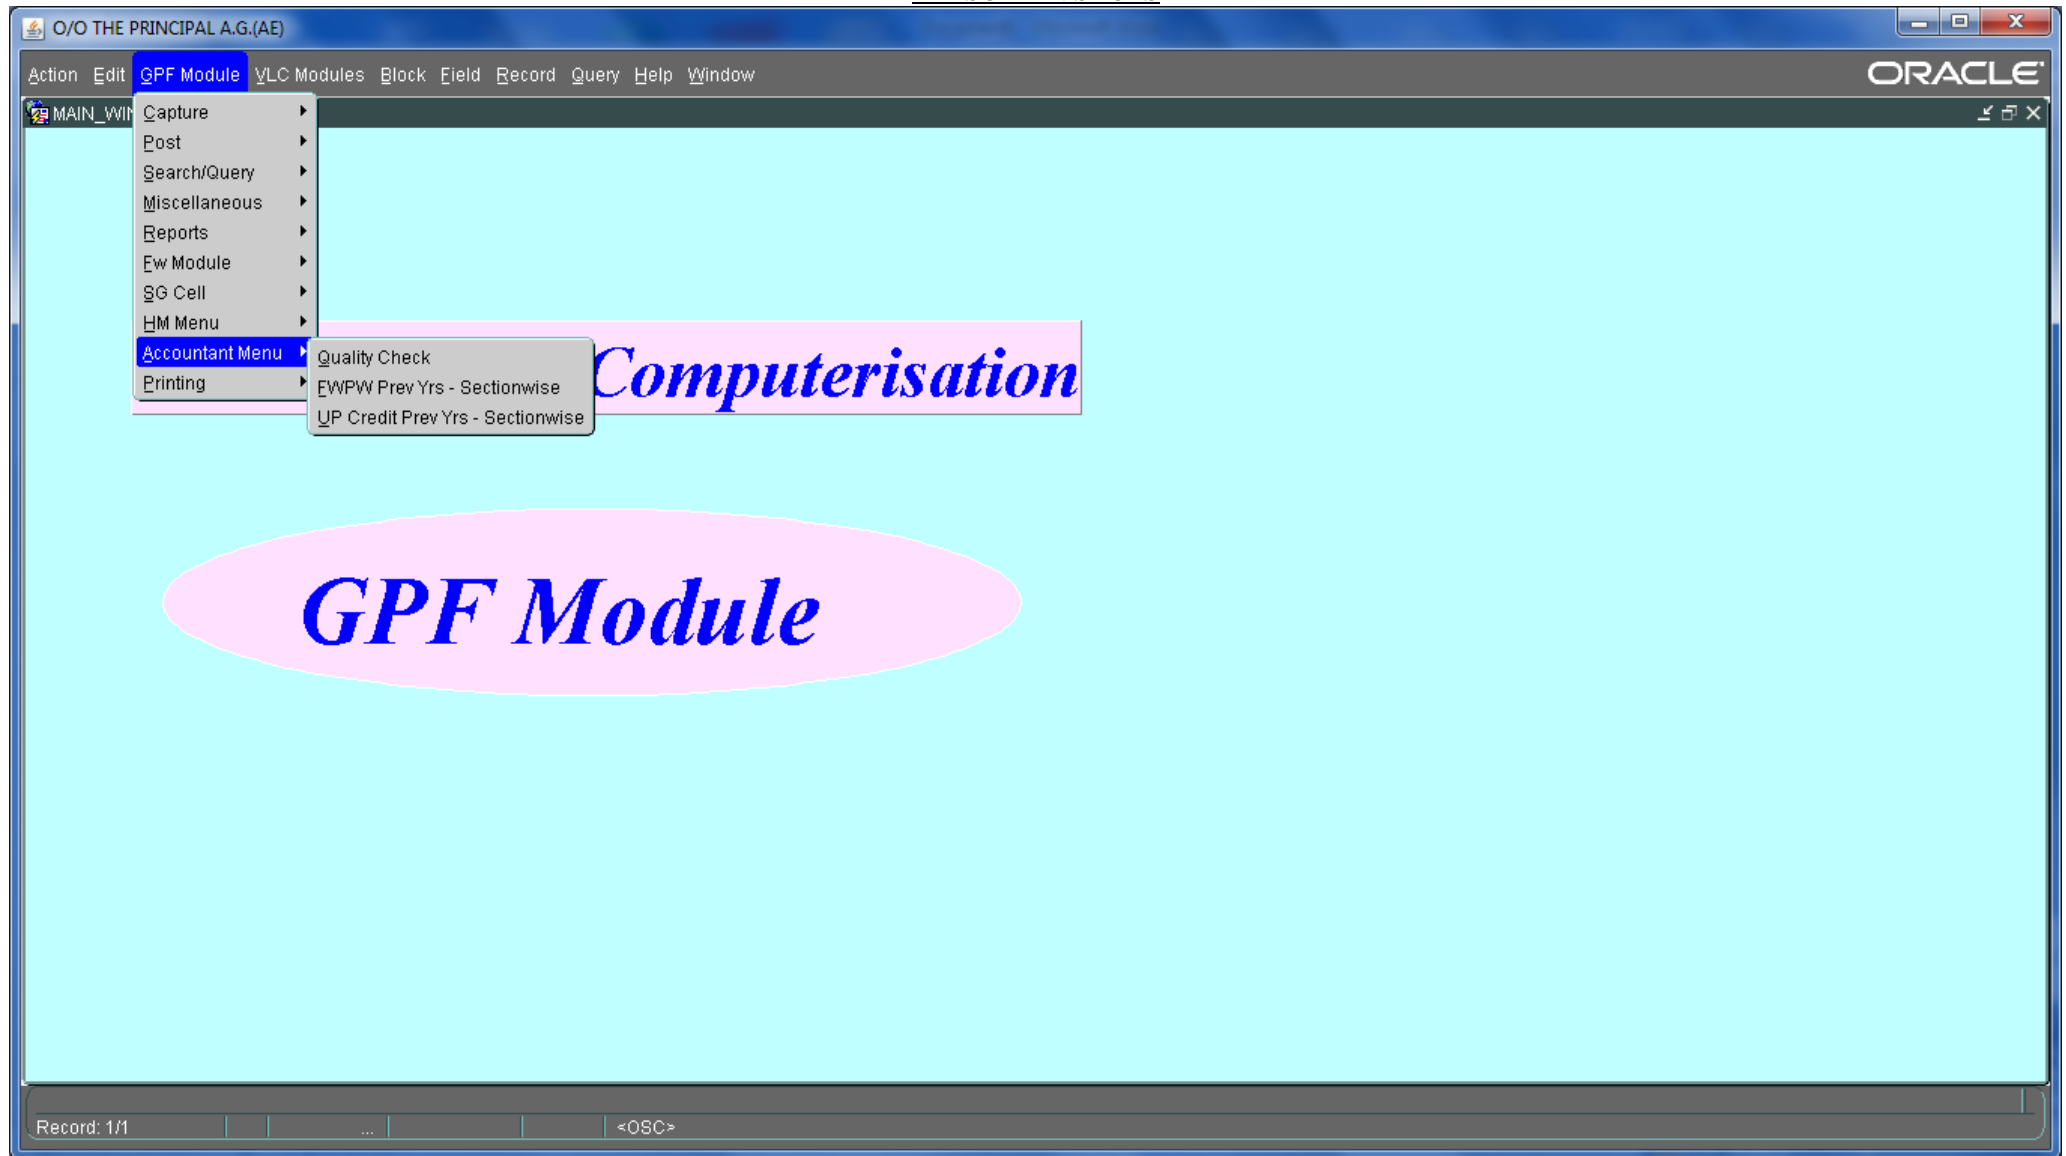 O/O THE PRINCIPAL A.G.(AE)
Action Edit GPF Module VLC Modules Block Field Record Query Help Window
ORACLE
MAIN_WIN
Capture
Post
Search/Query
Miscellaneous
Reports
Fw Module
SG Cell
HM Menu
Accountant Menu
Printing
Quality Check
FWPW Prev Yrs - Sectionwise
UP Credit Prev Yrs - Sectionwise
Computerisation
GPF Module
Record: 1/1
...
<OSC>